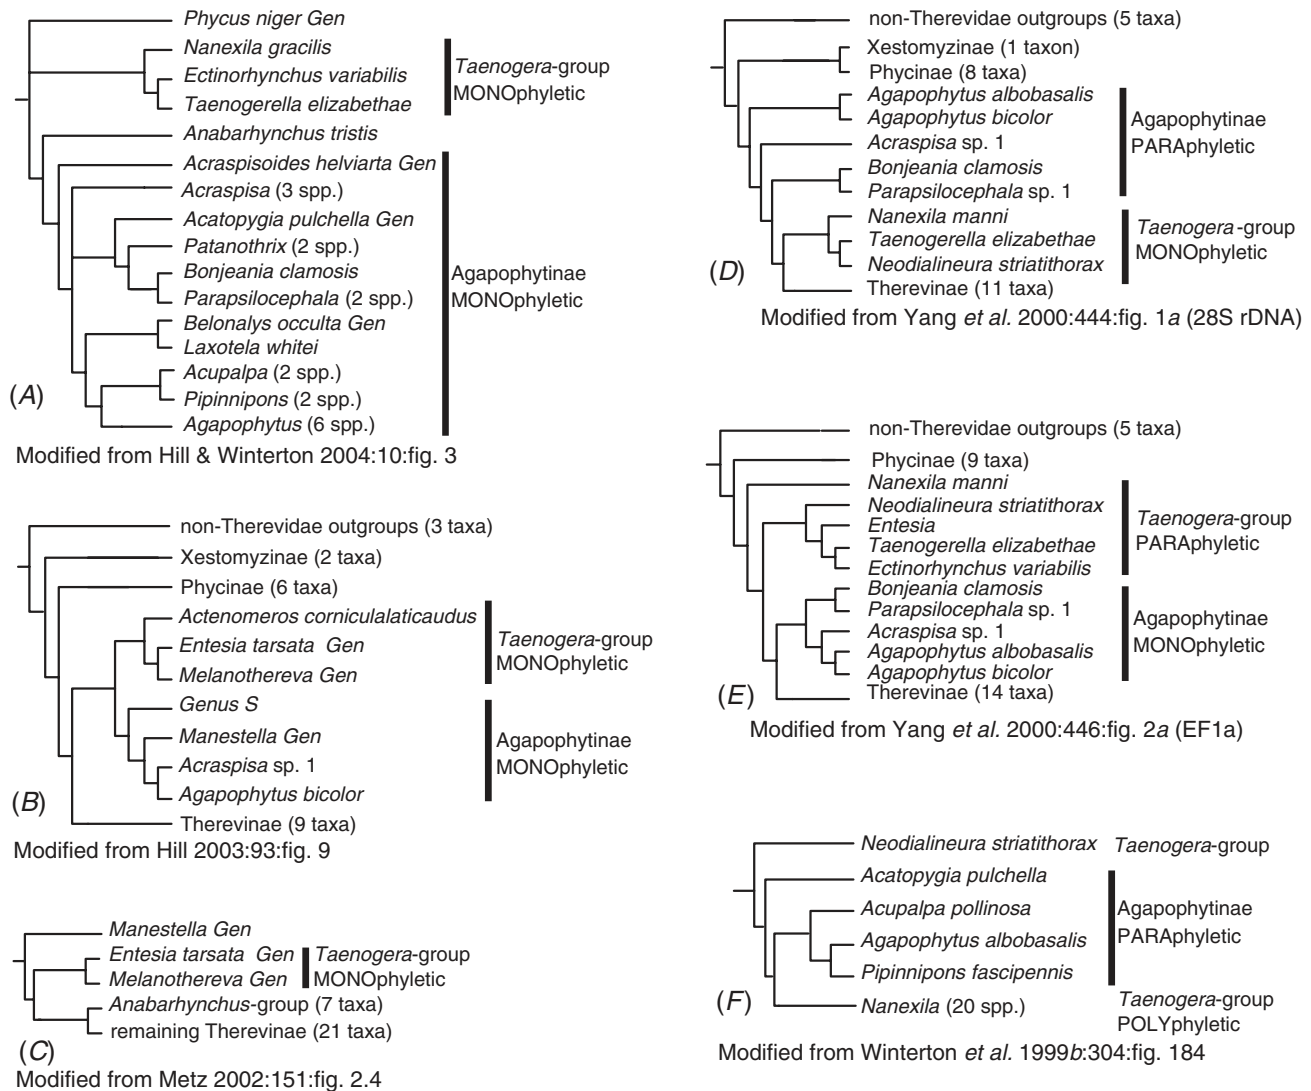 Phycus niger Gen
Nanexila gracilis
Ectinorhynchus variabilis
Taenogerella elizabethae
Taenogera-group
MONOphyletic
Anabarhynchus tristis
Acraspisoides helviarta Gen
Acraspisa (3 spp.)
Acatopygia pulchella Gen
Patanothrix (2 spp.)
Bonjeania clamosis
Parapsilocephala (2 spp.)
Belonalys occulta Gen
Laxotela whitei
Acupalpa (2 spp.)
Pipinnipons (2 spp.)
Agapophytus (6 spp.)
Agapophytinae
MONOphyletic
(A)
Modified from Hill & Winterton 2004:10:fig. 3
non-Therevidae outgroups (3 taxa)
Xestomyzinae (2 taxa)
Phycinae (6 taxa)
Actenomeros corniculalaticaudus
Entesia tarsata Gen
Melanothereva Gen
Taenogera-group
MONOphyletic
Genus S
Manestella Gen
Acraspisa sp. 1
Agapophytus bicolor
Agapophytinae
MONOphyletic
Therevinae (9 taxa)
(B)
Modified from Hill 2003:93:fig. 9
Manestella Gen
Entesia tarsata Gen
Melanothereva Gen
Taenogera-group
MONOphyletic
Anabarhynchus-group (7 taxa)
remaining Therevinae (21 taxa)
(C)
Modified from Metz 2002:151:fig. 2.4
non-Therevidae outgroups (5 taxa)
Xestomyzinae (1 taxon)
Phycinae (8 taxa)
Agapophytus albobasalis
Agapophytus bicolor
Acraspisa sp. 1
Bonjeania clamosis
Parapsilocephala sp. 1
Agapophytinae
PARAphyletic
Nanexila manni
Taenogerella elizabethae
Neodialineura striatithorax
Taenogera -group
MONOphyletic
Therevinae (11 taxa)
(D)
Modified from Yang et al. 2000:444:fig. 1a (28S rDNA)
non-Therevidae outgroups (5 taxa)
Phycinae (9 taxa)
Nanexila manni
Neodialineura striatithorax
Entesia
Taenogerella elizabethae
Ectinorhynchus variabilis
Taenogera-group
PARAphyletic
Bonjeania clamosis
Parapsilocephala sp. 1
Acraspisa sp. 1
Agapophytus albobasalis
Agapophytus bicolor
Agapophytinae
MONOphyletic
Therevinae (14 taxa)
(E)
Modified from Yang et al. 2000:446:fig. 2a (EF1a)
Neodialineura striatithorax Taenogera-group
Acatopygia pulchella
Acupalpa pollinosa
Agapophytus albobasalis
Pipinnipons fascipennis
Agapophytinae
PARAphyletic
Nanexila (20 spp.)
Taenogera-group
POLYphyletic
(F)
Modified from Winterton et al. 1999b:304:fig. 184